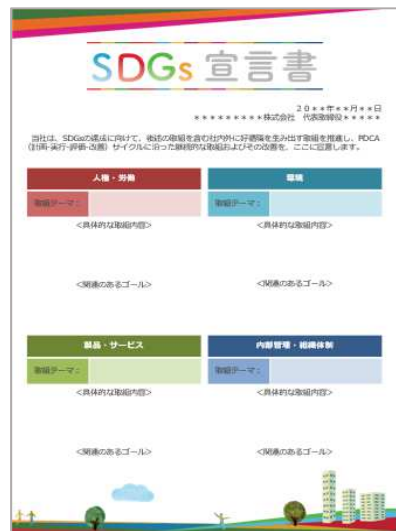 SDGs 宣言書
20＊＊年＊＊月＊＊日
＊＊＊＊＊＊＊＊＊株式会社　代表取締役＊＊＊＊＊
当社は、SDGsの達成に向けて、後述の取組を含む社内外に好循環を生み出す取組を推進し、PDCA
（計画-実行-評価-改善）サイクルに沿った継続的な取組およびその改善を、ここに宣言します。
人権・労働
取組テーマ：
＜具体的な取組内容＞
＜関連のあるゴール＞
環境
取組テーマ：
＜具体的な取組内容＞
＜関連のあるゴール＞
製品・サービス
取組テーマ：
＜具体的な取組内容＞
＜関連のあるゴール＞
内部管理・組織体制
取組テーマ：
＜具体的な取組内容＞
＜関連のあるゴール＞